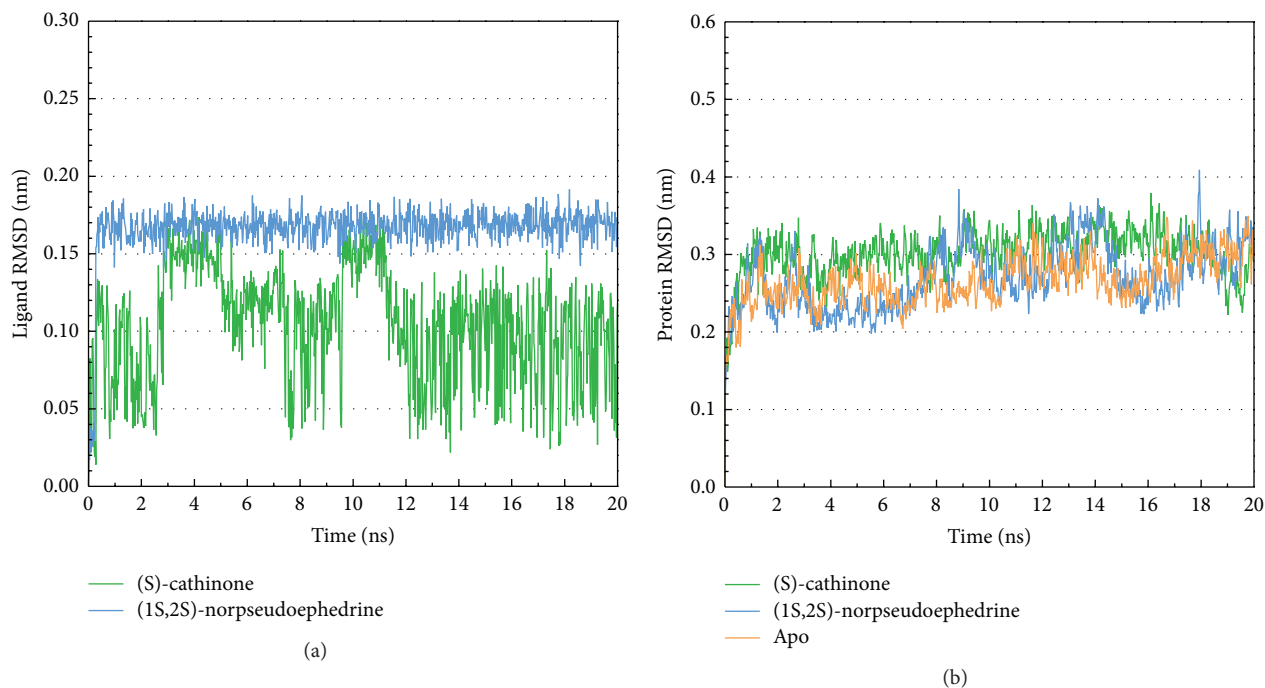 Ligand RMSD (nm)
0.30
0.25
0.20
0.15
0.10
0.05
0.00
0 2 4 6 8 10 12 14 16 18 20
Time (ns)
(S)-cathinone
(1S,2S)-norpseudoephedrine
(a)
Protein RMSD (nm)
0.6
0.5
0.4
0.3
0.2
0.1
0.0
0 2 4 6 8 10 12 14 16 18 20
Time (ns)
(S)-cathinone
(1S,2S)-norpseudoephedrine
Apo
(b)